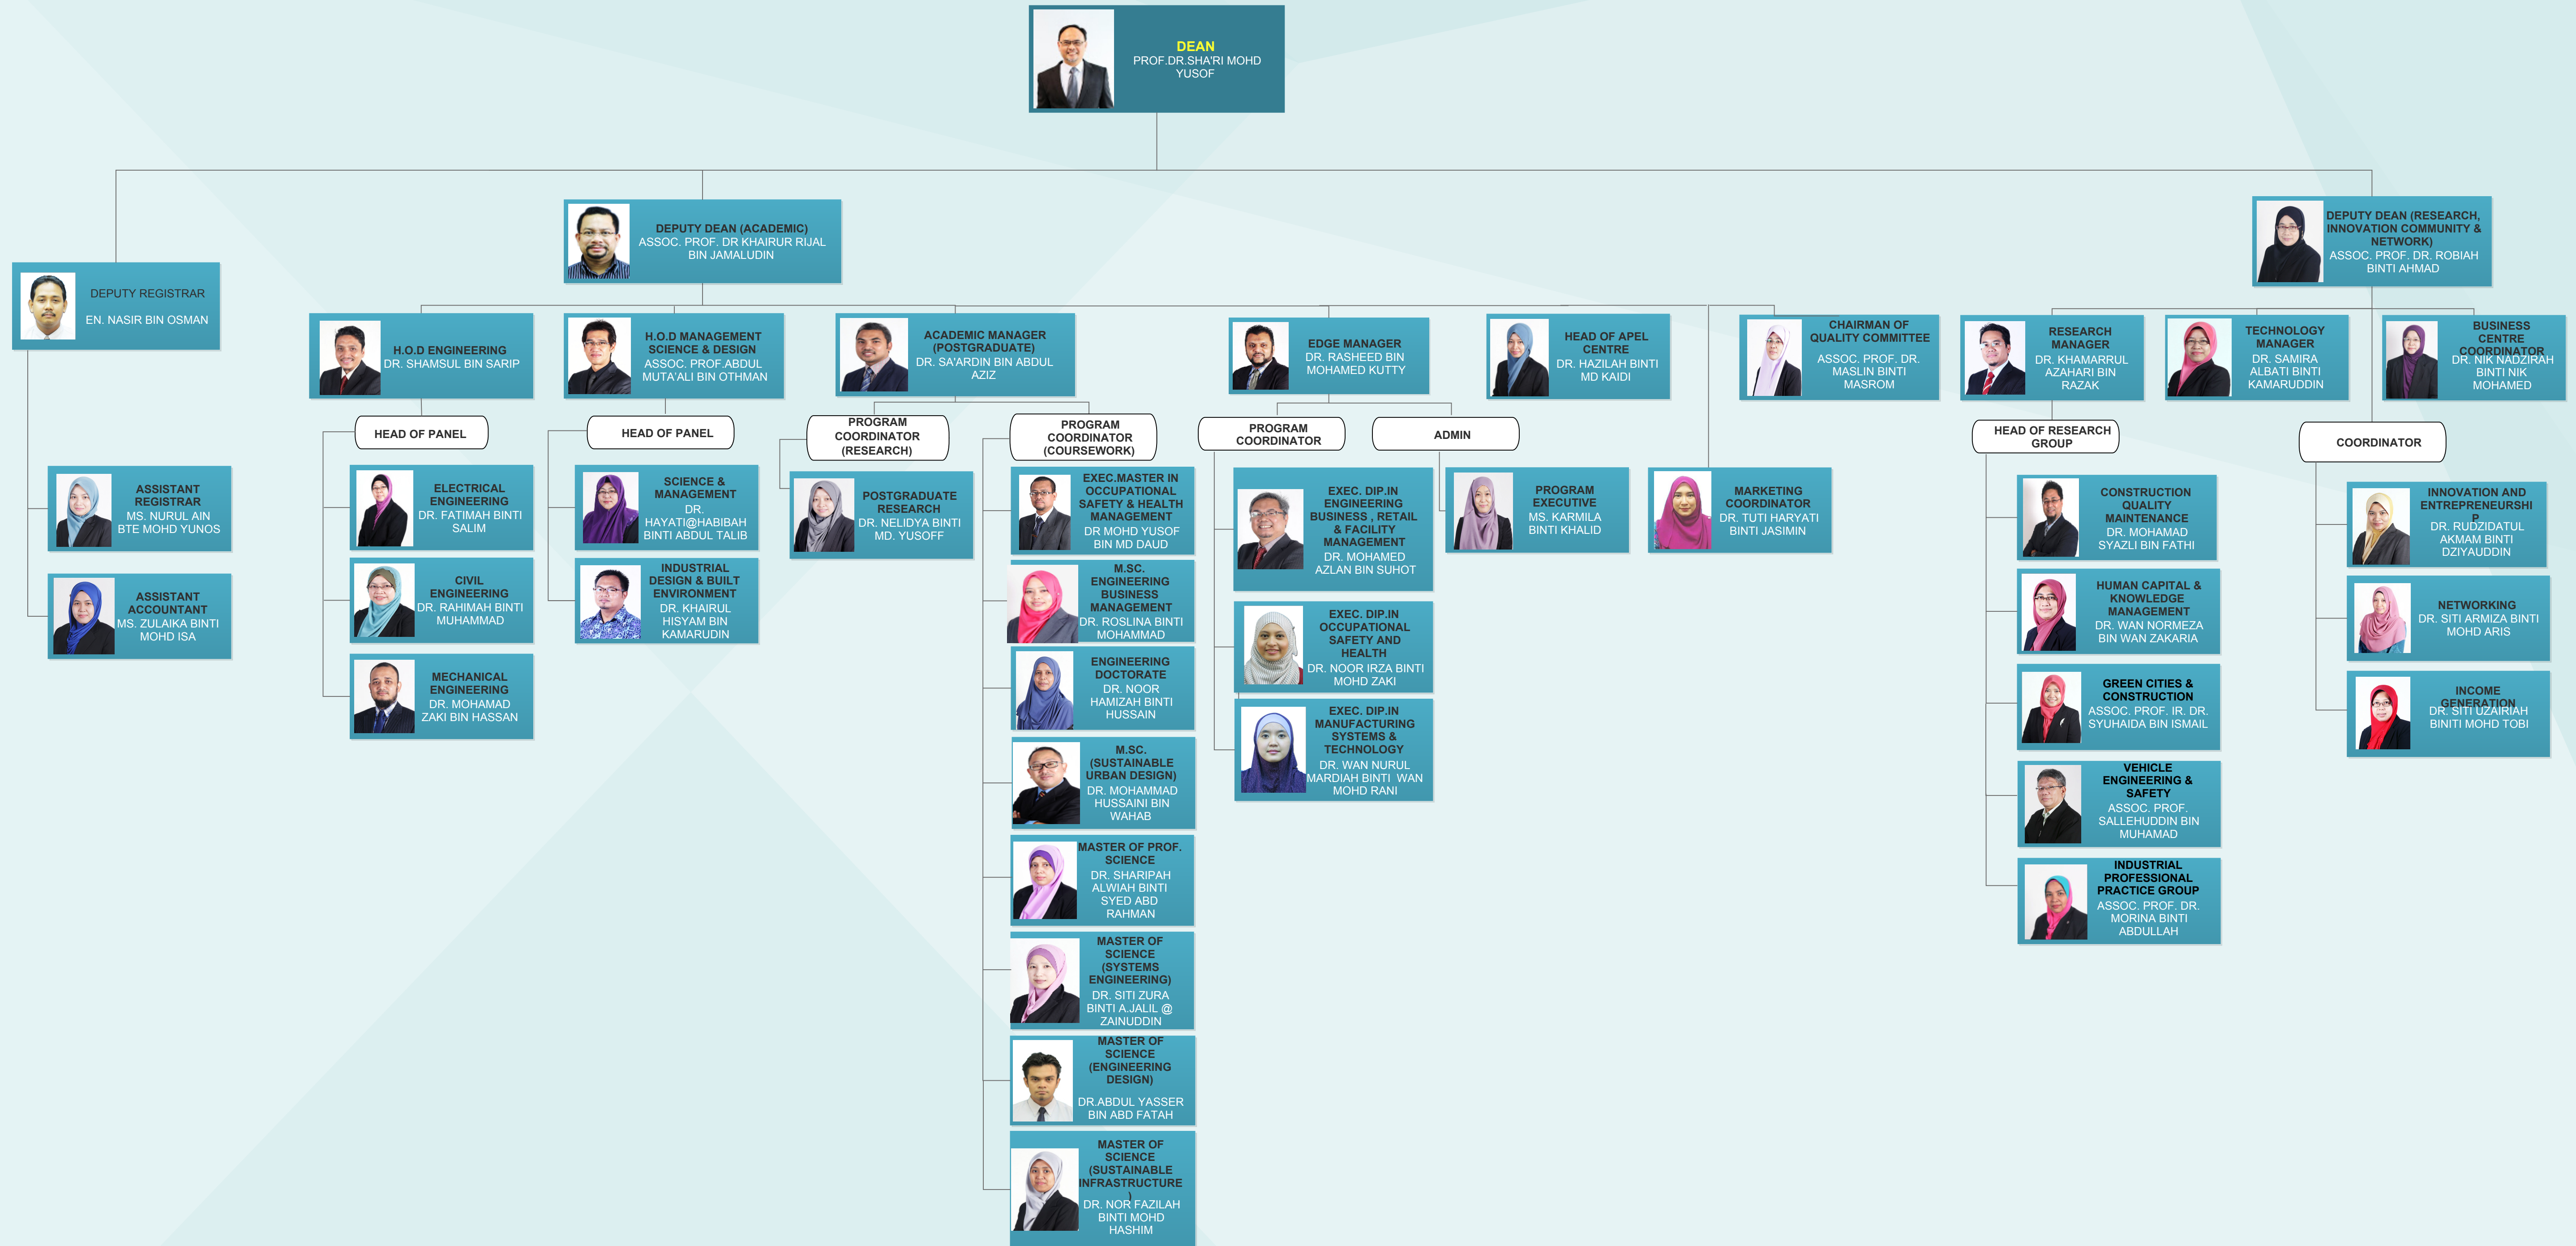 DEAN
PROF.DR.SHA'RI MOHD
YUSOF
DEPUTY DEAN (ACADEMIC)
ASSOC. PROF. DR KHAIRUR RIJAL
BIN JAMALUDIN
DEPUTY DEAN (RESEARCH,
INNOVATION COMMUNITY &
NETWORK)
ASSOC. PROF. DR. ROBIAH
BINTI AHMAD
DEPUTY REGISTRAR
EN. NASIR BIN OSMAN
H.O.D ENGINEERING
DR. SHAMSUL BIN SARIP
H.O.D MANAGEMENT
SCIENCE & DESIGN
ASSOC. PROF.ABDUL
MUTA'ALI BIN OTHMAN
ACADEMIC MANAGER
(POSTGRADUATE)
DR. SA'ARDIN BIN ABDUL
AZIZ
EDGE MANAGER
DR. RASHEED BIN
MOHAMED KUTTY
HEAD OF APEL
CENTRE
DR. HAZILAH BINTI
MD KAIDI
CHAIRMAN OF
QUALITY COMMITTEE
ASSOC. PROF. DR.
MASLIN BINTI
MASROM
RESEARCH
MANAGER
DR. KHAMARRUL
AZAHARI BIN
RAZAK
TECHNOLOGY
MANAGER
DR. SAMIRA
ALBATI BINTI
KAMARUDDIN
BUSINESS
CENTRE
COORDINATOR
DR. NIK NADZIRAH
BINTI NIK
MOHAMED
HEAD OF PANEL
HEAD OF PANEL
PROGRAM
COORDINATOR
(RESEARCH)
PROGRAM
COORDINATOR
(COURSEWORK)
PROGRAM
COORDINATOR
ADMIN
HEAD OF RESEARCH
GROUP
COORDINATOR
ASSISTANT
REGISTRAR
MS. NURUL AIN
BTE MOHD YUNOS
ASSISTANT
ACCOUNTANT
MS. ZULAIKA BINTI
MOHD ISA
ELECTRICAL
ENGINEERING
DR. FATIMAH BINTI
SALIM
CIVIL
ENGINEERING
DR. RAHIMAH BINTI
MUHAMMAD
MECHANICAL
ENGINEERING
DR. MOHAMAD
ZAKI BIN HASSAN
SCIENCE &
MANAGEMENT
DR.
HAYATI@HABIBAH
BINTI ABDUL TALIB
INDUSTRIAL
DESIGN & BUILT
ENVIRONMENT
DR. KHAIRUL
HISYAM BIN
KAMARUDIN
POSTGRADUATE
RESEARCH
DR. NELIDYA BINTI
MD. YUSOFF
EXEC.MASTER IN
OCCUPATIONAL
SAFETY & HEALTH
MANAGEMENT
DR MOHD YUSOF
BIN MD DAUD
M.SC.
ENGINEERING
BUSINESS
MANAGEMENT
DR. ROSLINA BINTI
MOHAMMAD
ENGINEERING
DOCTORATE
DR. NOOR
HAMIZAH BINTI
HUSSAIN
M.SC.
(SUSTAINABLE
URBAN DESIGN)
DR. MOHAMMAD
HUSSAINI BIN
WAHAB
MASTER OF PROF.
SCIENCE
DR. SHARIPAH
ALWIAH BINTI
SYED ABD
RAHMAN
MASTER OF
SCIENCE
(SYSTEMS
ENGINEERING)
DR. SITI ZURA
BINTI A.JALIL @
ZAINUDDIN
MASTER OF
SCIENCE
(ENGINEERING
DESIGN)
DR.ABDUL YASSER
BIN ABD FATAH
MASTER OF
SCIENCE
(SUSTAINABLE
INFRASTRUCTURE
)
DR. NOR FAZILAH
BINTI MOHD
HASHIM
EXEC. DIP.IN
ENGINEERING
BUSINESS , RETAIL
& FACILITY
MANAGEMENT
DR. MOHAMED
AZLAN BIN SUHOT
EXEC. DIP.IN
OCCUPATIONAL
SAFETY AND
HEALTH
DR. NOOR IRZA BINTI
MOHD ZAKI
EXEC. DIP.IN
MANUFACTURING
SYSTEMS &
TECHNOLOGY
DR. WAN NURUL
MARDIAH BINTI WAN
MOHD RANI
PROGRAM
EXECUTIVE
MS. KARMILA
BINTI KHALID
MARKETING
COORDINATOR
DR. TUTI HARYATI
BINTI JASIMIN
CONSTRUCTION
QUALITY
MAINTENANCE
DR. MOHAMAD
SYAZLI BIN FATHI
HUMAN CAPITAL &
KNOWLEDGE
MANAGEMENT
DR. WAN NORMEZA
BIN WAN ZAKARIA
GREEN CITIES &
CONSTRUCTION
ASSOC. PROF. IR. DR.
SYUHAIDA BIN ISMAIL
VEHICLE
ENGINEERING &
SAFETY
ASSOC. PROF.
SALLEHUDDIN BIN
MUHAMAD
INDUSTRIAL
PROFESSIONAL
PRACTICE GROUP
ASSOC. PROF. DR.
MORINA BINTI
ABDULLAH
INNOVATION AND
ENTREPRENEURSHI
P
DR. RUDZIDATUL
AKMAM BINTI
DZIYAUDDIN
NETWORKING
DR. SITI ARMIZA BINTI
MOHD ARIS
INCOME
GENERATION
DR. SITI UZAIRIAH
BINITI MOHD TOBI